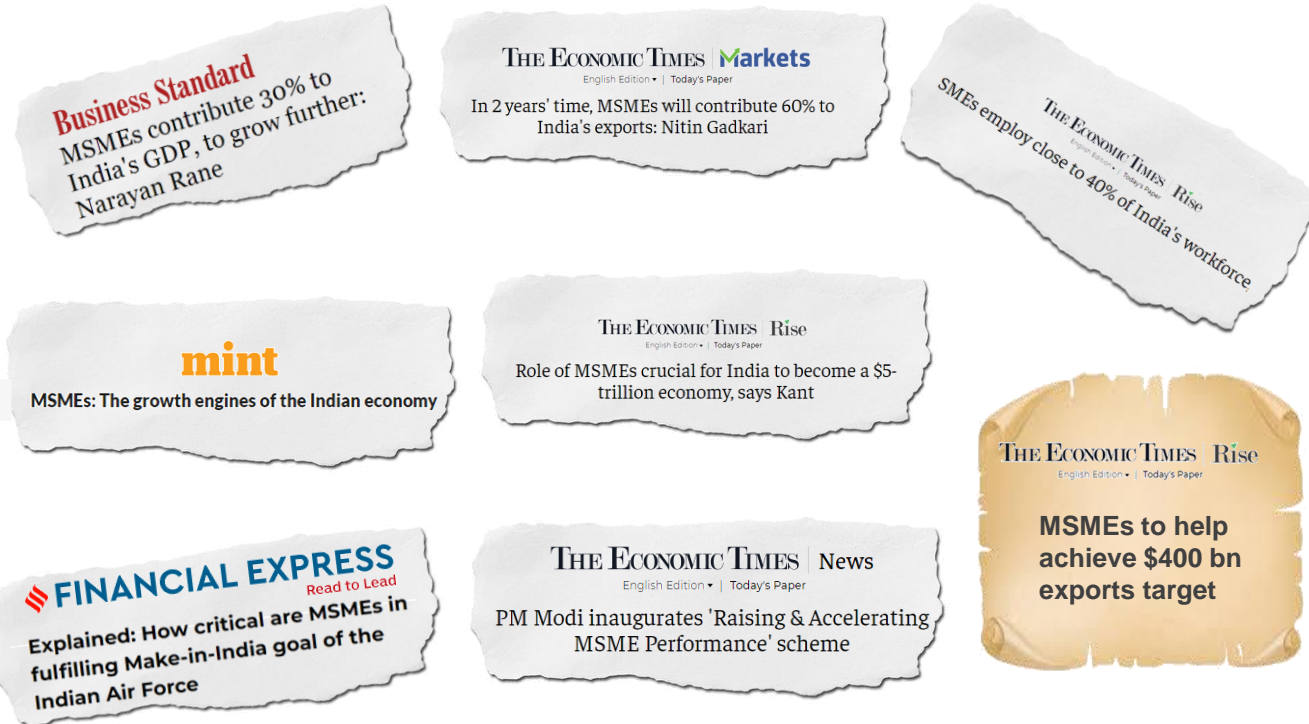 Business Standard
MSMEs contribute 30% to
India's GDP, to grow further:
Narayan Rane
THE ECONOMIC TIMES | Markets
English Edition | Today's Paper
In 2 years' time, MSMEs will contribute 60% to
India's exports: Nitin Gadkari
THE ECONOMIC TIMES Rise
English Edition | Today's Paper
SMEs employ close to 40% of India's workforce
mint
MSMEs: The growth engines of the Indian economy
THE ECONOMIC TIMES | Rise
English Edition | Today's Paper
Role of MSMEs crucial for India to become a $5-
trillion economy, says Kant
THE ECONOMIC TIMES Rise
English Edition | Today's Paper
MSMEs to help
achieve $400 bn
exports target
FINANCIAL EXPRESS
Read to Lead
Explained: How critical are MSMEs in
fulfilling Make-in-India goal of the
Indian Air Force
THE ECONOMIC TIMES | News
English Edition | Today's Paper
PM Modi inaugurates 'Raising & Accelerating
MSME Performance' scheme